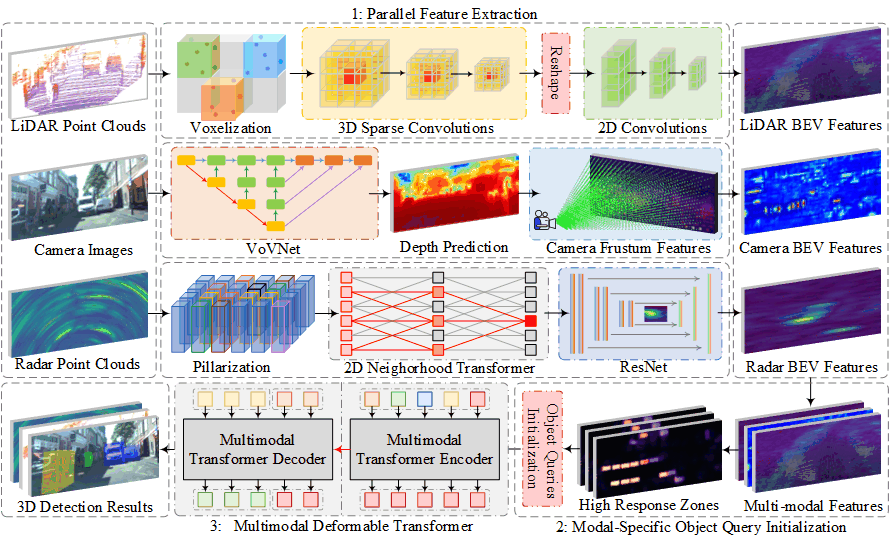 1: Parallel Feature Extraction
LiDAR Point Clouds
Voxelization
3D Sparse Convolutions
Reshape
2D Convolutions
LiDAR BEV Features
Camera Images
VoVNet
Depth Prediction
Camera Frustum Features
Camera BEV Features
Radar Point Clouds
Pillarization
2D Neighorhood Transformer
ResNet
Radar BEV Features
3D Detection Results
Multimodal
Transformer Decoder
Multimodal
Transformer Encoder
Object Queries
Initialization
High Response Zones
Multi-modal Features
3: Multimodal Deformable Transformer
2: Modal-Specific Object Query Initialization